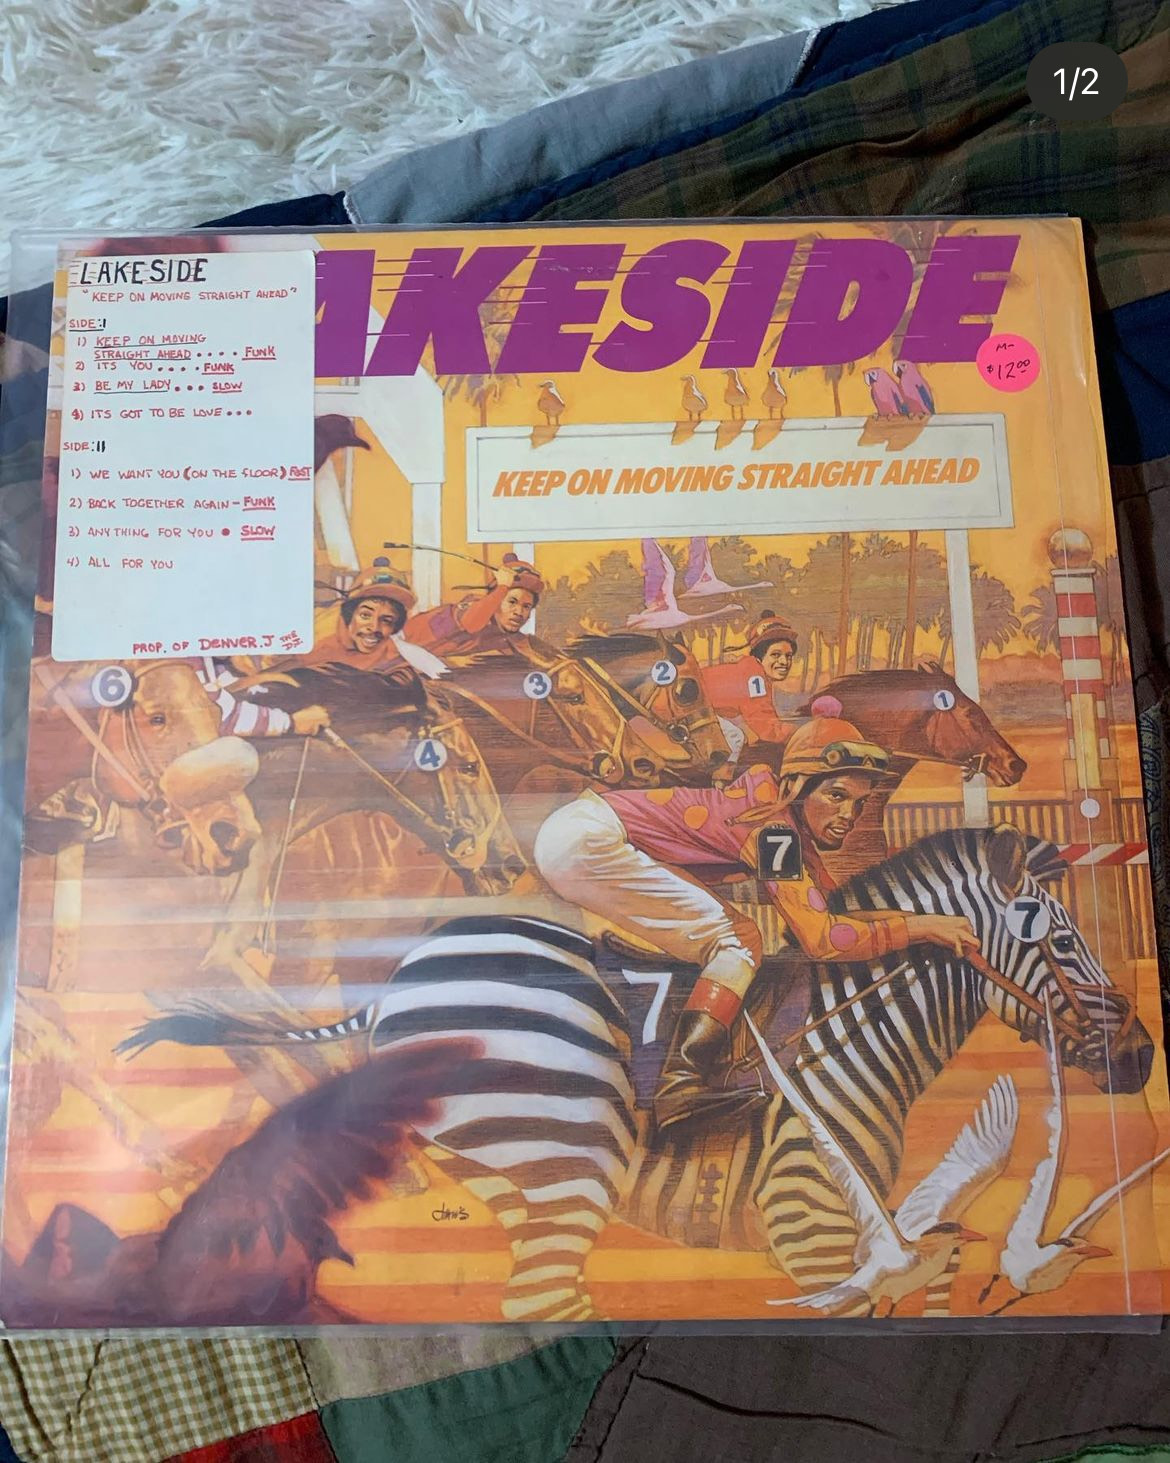 1/2
LAKESIDE
"KEEP ON MOVING STRAIGHT AHEAD"
SIDE: I
1) KEEP ON MOVING
STRAIGHT AHEAD .... FUNK
2) ITS YOU .... FUNK
3) BE MY LADY ... SLOW
4) ITS GOT TO BE LOVE ...
SIDE: II
1) WE WANT YOU (ON THE FLOOR) FAST
2) BACK TOGETHER AGAIN - FUNK
3) ANYTHING FOR YOU • SLOW
4) ALL FOR YOU
PROP. OF DENVER.J THE DJ.
AKESIDE
M-
$12.00
KEEP ON MOVING STRAIGHT AHEAD
6
4
3
2
1
1
7
7
7